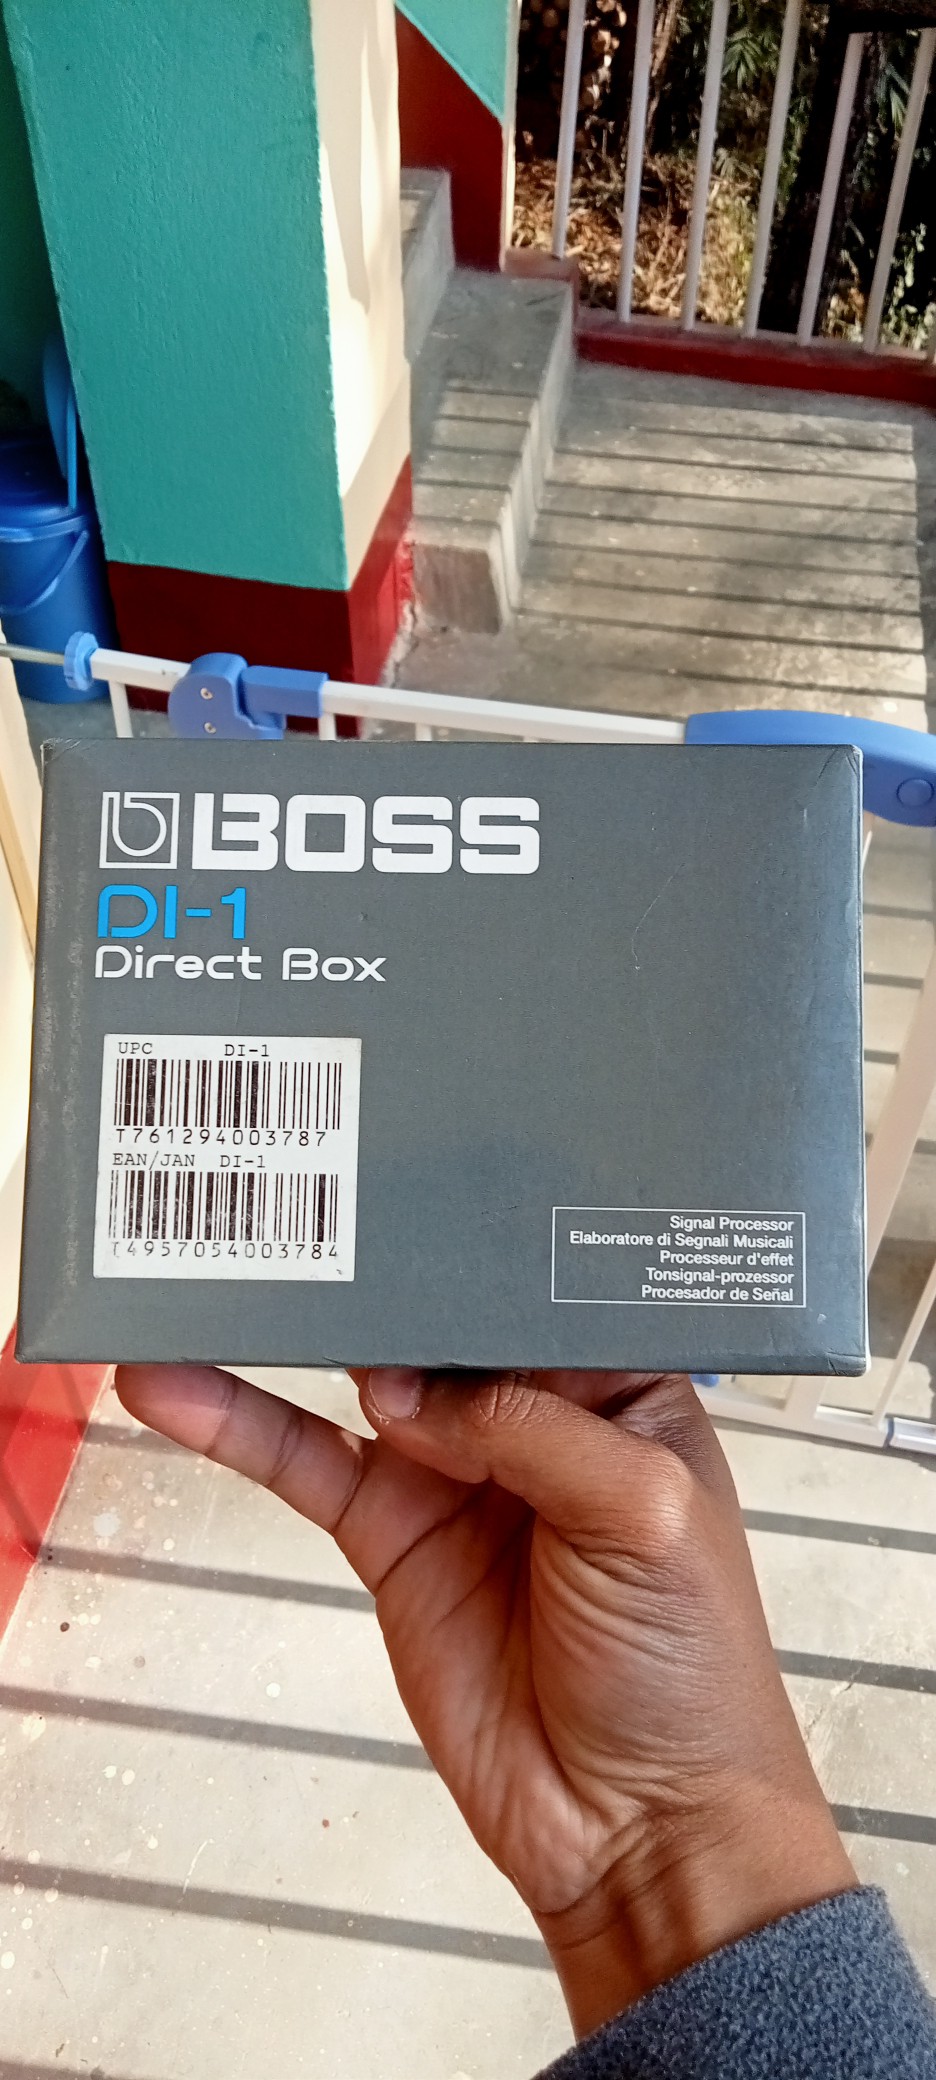 BOSS
DI-1
Direct Box
UPC DI-1
T761294003787
EAN/JAN DI-1
T4957054003784
Signal Processor
Elaboratore di Segnali Musicali
Processeur d'effet
Tonsignal-prozessor
Procesador de Señal